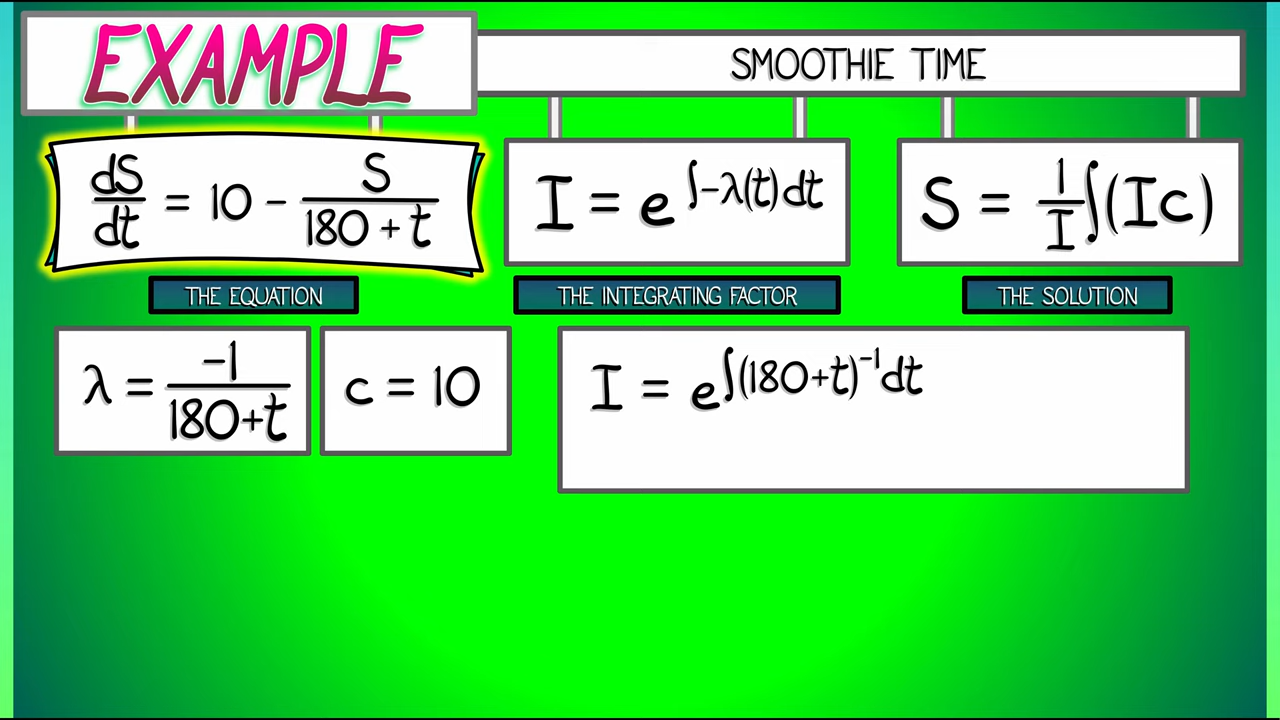 EXAMPLE
SMOOTHIE TIME
dS/dt = 10 - S/(180 + t)
I = e^(∫-λ(t)dt)
S = 1/I ∫(Ic)
THE EQUATION
THE INTEGRATING FACTOR
THE SOLUTION
λ = -1/(180+t)
c = 10
I = e^(∫(180+t)^-1 dt)